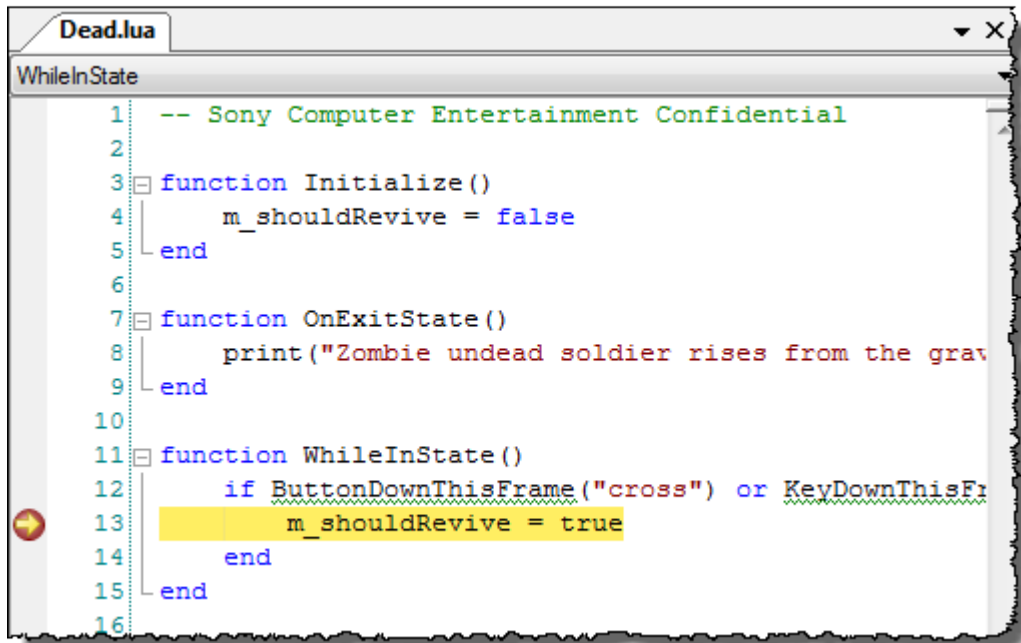 Dead.lua
WhileInState
1 -- Sony Computer Entertainment Confidential
2
3 function Initialize()
4 m_shouldRevive = false
5 end
6
7 function OnExitState()
8 print("Zombie undead soldier rises from the
9 end
10
11 function WhileInState()
12 if ButtonDownThisFrame("cross") or
13 m_shouldRevive = true
14 end
15 end
16